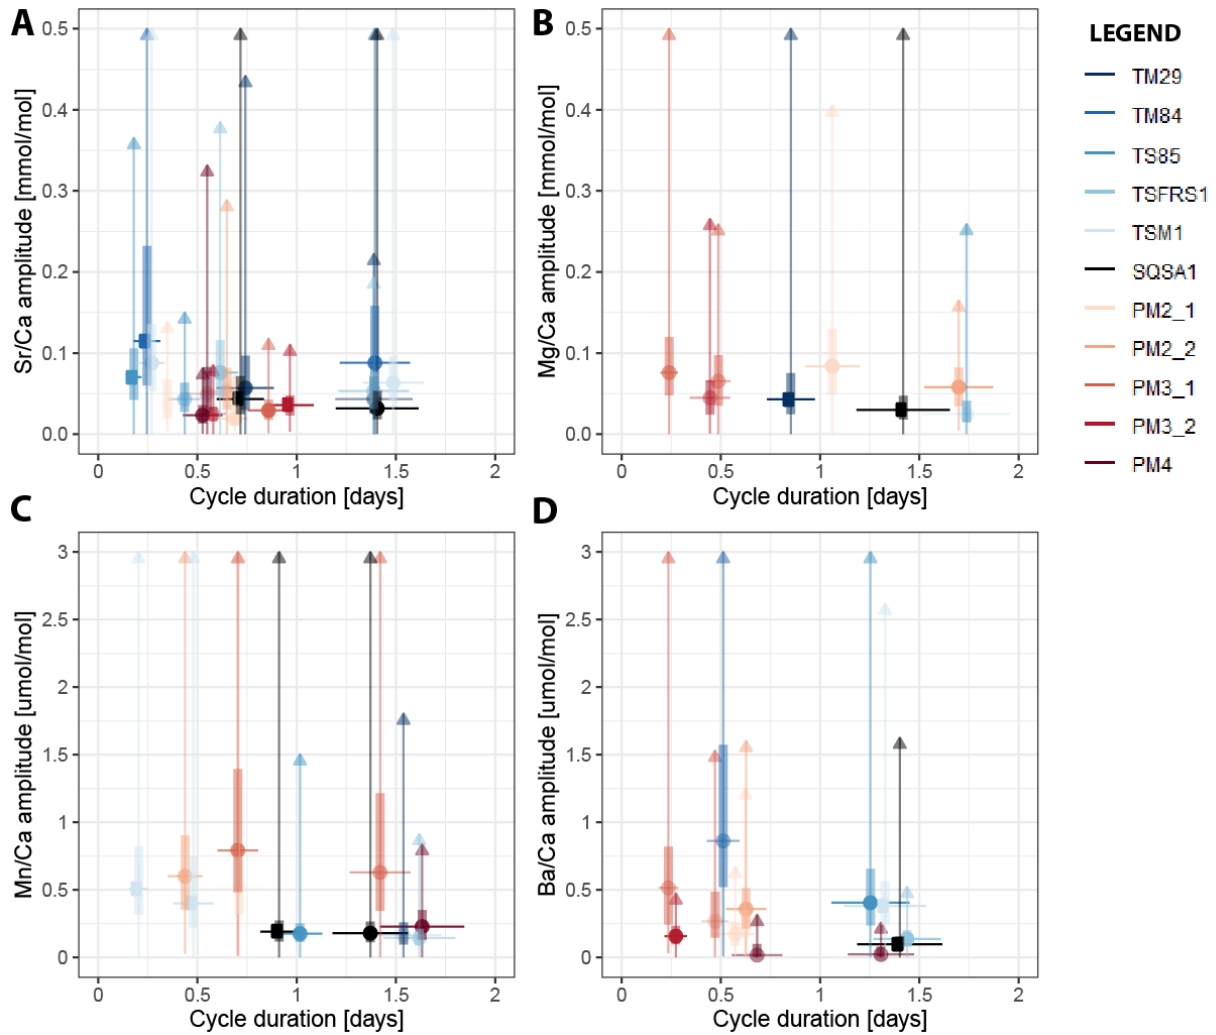 A
B
LEGEND
Sr/Ca amplitude [mmol/mol]
0.5
0.4
0.3
0.2
0.1
0.0
0
0.5
1
1.5
2
Cycle duration [days]
Mg/Ca amplitude [mmol/mol]
0.5
0.4
0.3
0.2
0.1
0.0
0
0.5
1
1.5
2
Cycle duration [days]
TM29
TM84
TS85
TSFRS1
TSM1
SQSA1
PM2_1
PM2_2
PM3_1
PM3_2
PM4
C
D
Mn/Ca amplitude [umol/mol]
3
2.5
2
1.5
1
0.5
0
0
0.5
1
1.5
2
Cycle duration [days]
Ba/Ca amplitude [umol/mol]
3
2.5
2
1.5
1
0.5
0
0
0.5
1
1.5
2
Cycle duration [days]